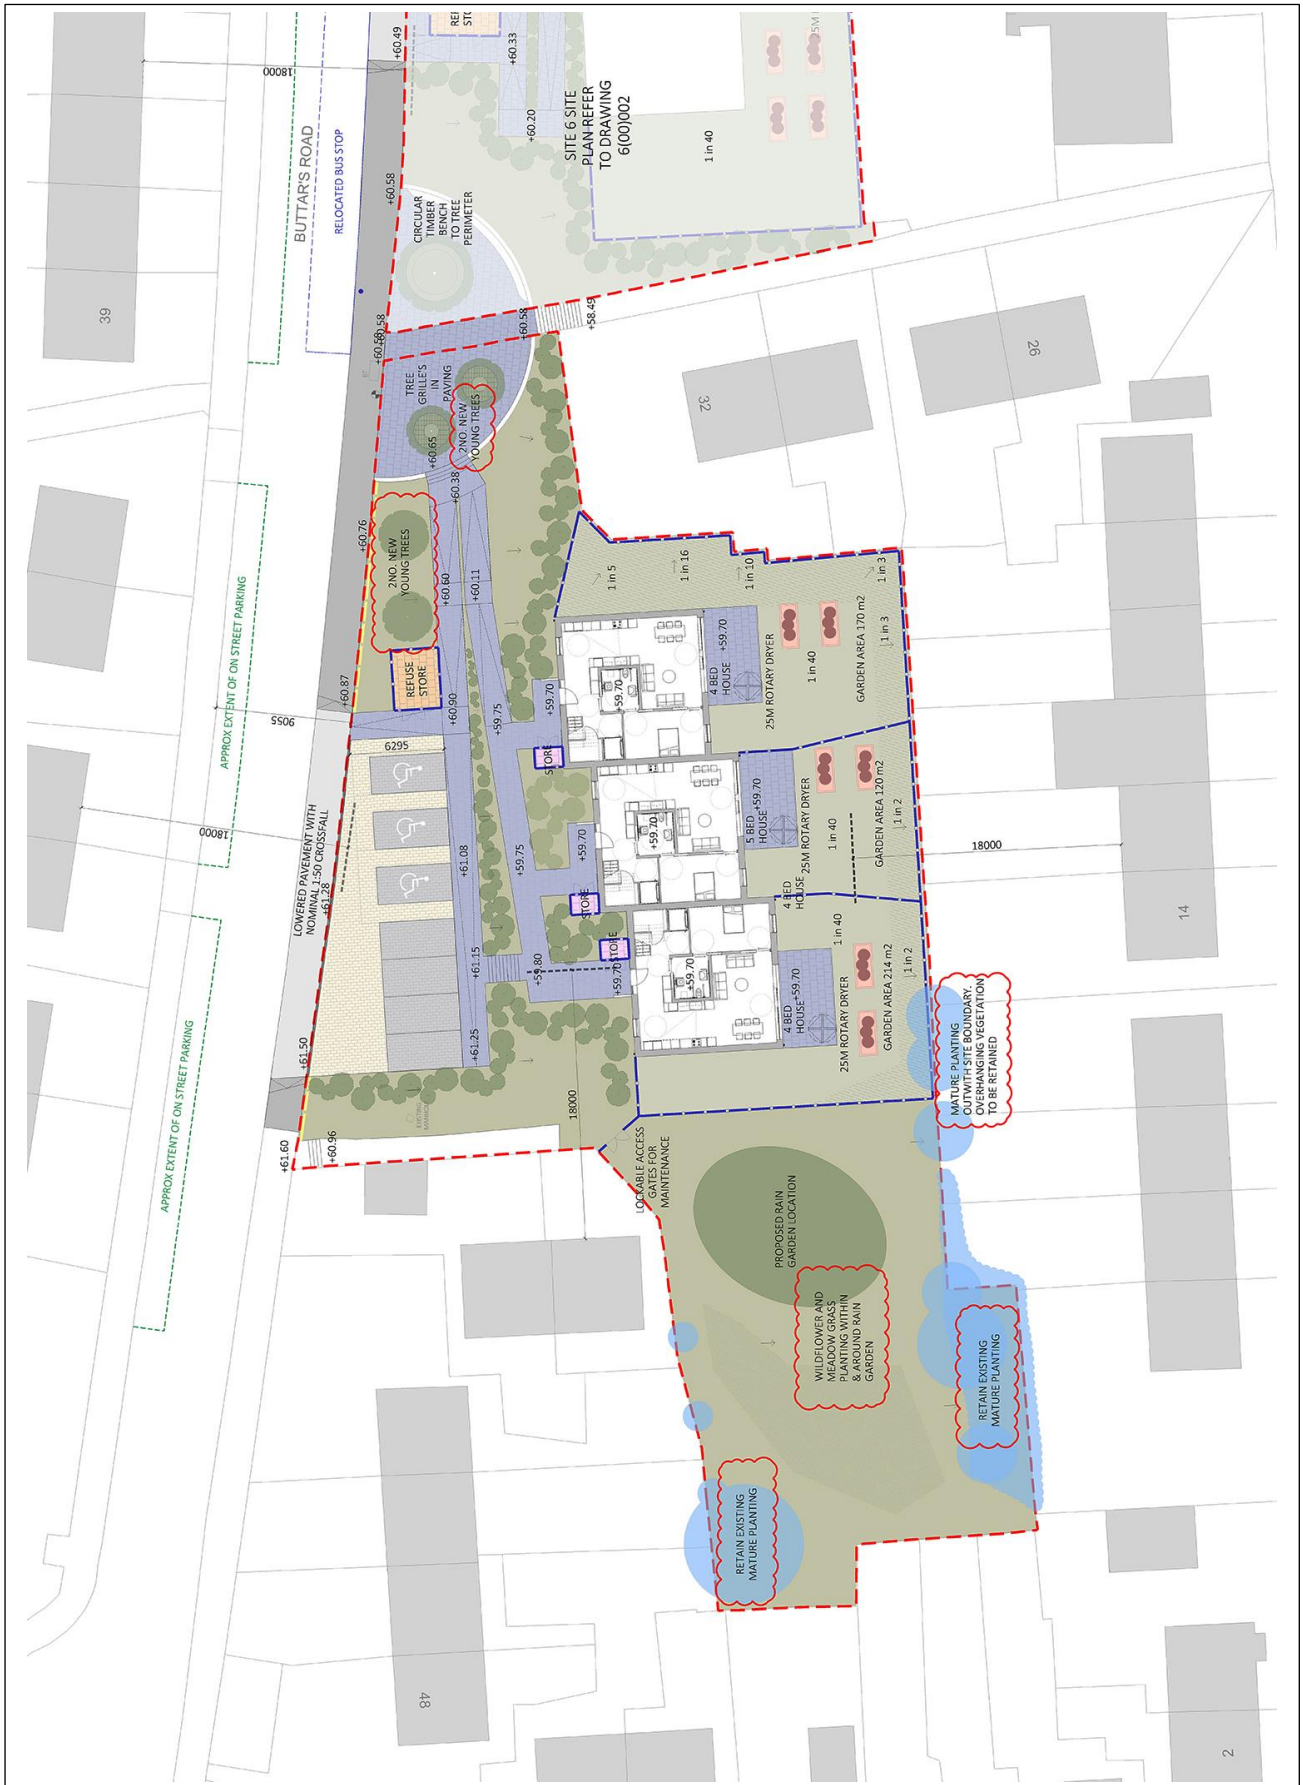 +60.49
REF
STO
+60.33
25M
18000
BUTTAR'S ROAD
RELOCATED BUS STOP
+60.58
CIRCULAR
TIMBER
BENCH
TO TREE
PERIMETER
+60.20
SITE 6 SITE
PLAN REFER
TO DRAWING
6(00)002
1 in 40
39
+60.58
+60.58
+60.58
+58.49
TREE
GRILLE'S
IN
PAVING
2NO. NEW
YOUNG TREES
+60.65
+60.38
32
26
APPROX EXTENT OF ON STREET PARKING
+60.76
2NO. NEW
YOUNG TREES
+60.60
+60.11
1 in 5
1 in 16
1 in 10
1 in 3
9055
+60.87
REFUSE
STORE
+60.90
+59.75
+59.70
STORE
+59.70
4 BED
HOUSE
+59.70
25M ROTARY DRYER
1 in 40
GARDEN AREA 170 m2
1 in 3
18000
6295
LOWERED PAVEMENT WITH
NOMINAL 1:50 CROSSFALL
+61.28
+61.08
+59.75
+59.70
STORE
+59.70
5 BED
HOUSE
+59.70
25M ROTARY DRYER
1 in 40
GARDEN AREA 120 m2
1 in 2
18000
14
APPROX EXTENT OF ON STREET PARKING
+61.50
+61.15
+61.25
+59.80
STORE
+59.70
+59.70
4 BED
HOUSE
4 BED
HOUSE
+59.70
25M ROTARY DRYER
1 in 40
GARDEN AREA 214 m2
1 in 2
MATURE PLANTING
OUTWITH SITE BOUNDARY.
OVERHANGING VEGETATION
TO BE RETAINED
+61.60
+60.96
EXISTING
MANHOLE
18000
LOCKABLE ACCESS
GATES FOR
MAINTENANCE
PROPOSED RAIN
GARDEN LOCATION
WILDFLOWER AND
MEADOW GRASS
PLANTING WITHIN
& AROUND RAIN
GARDEN
RETAIN EXISTING
MATURE PLANTING
RETAIN EXISTING
MATURE PLANTING
48
2